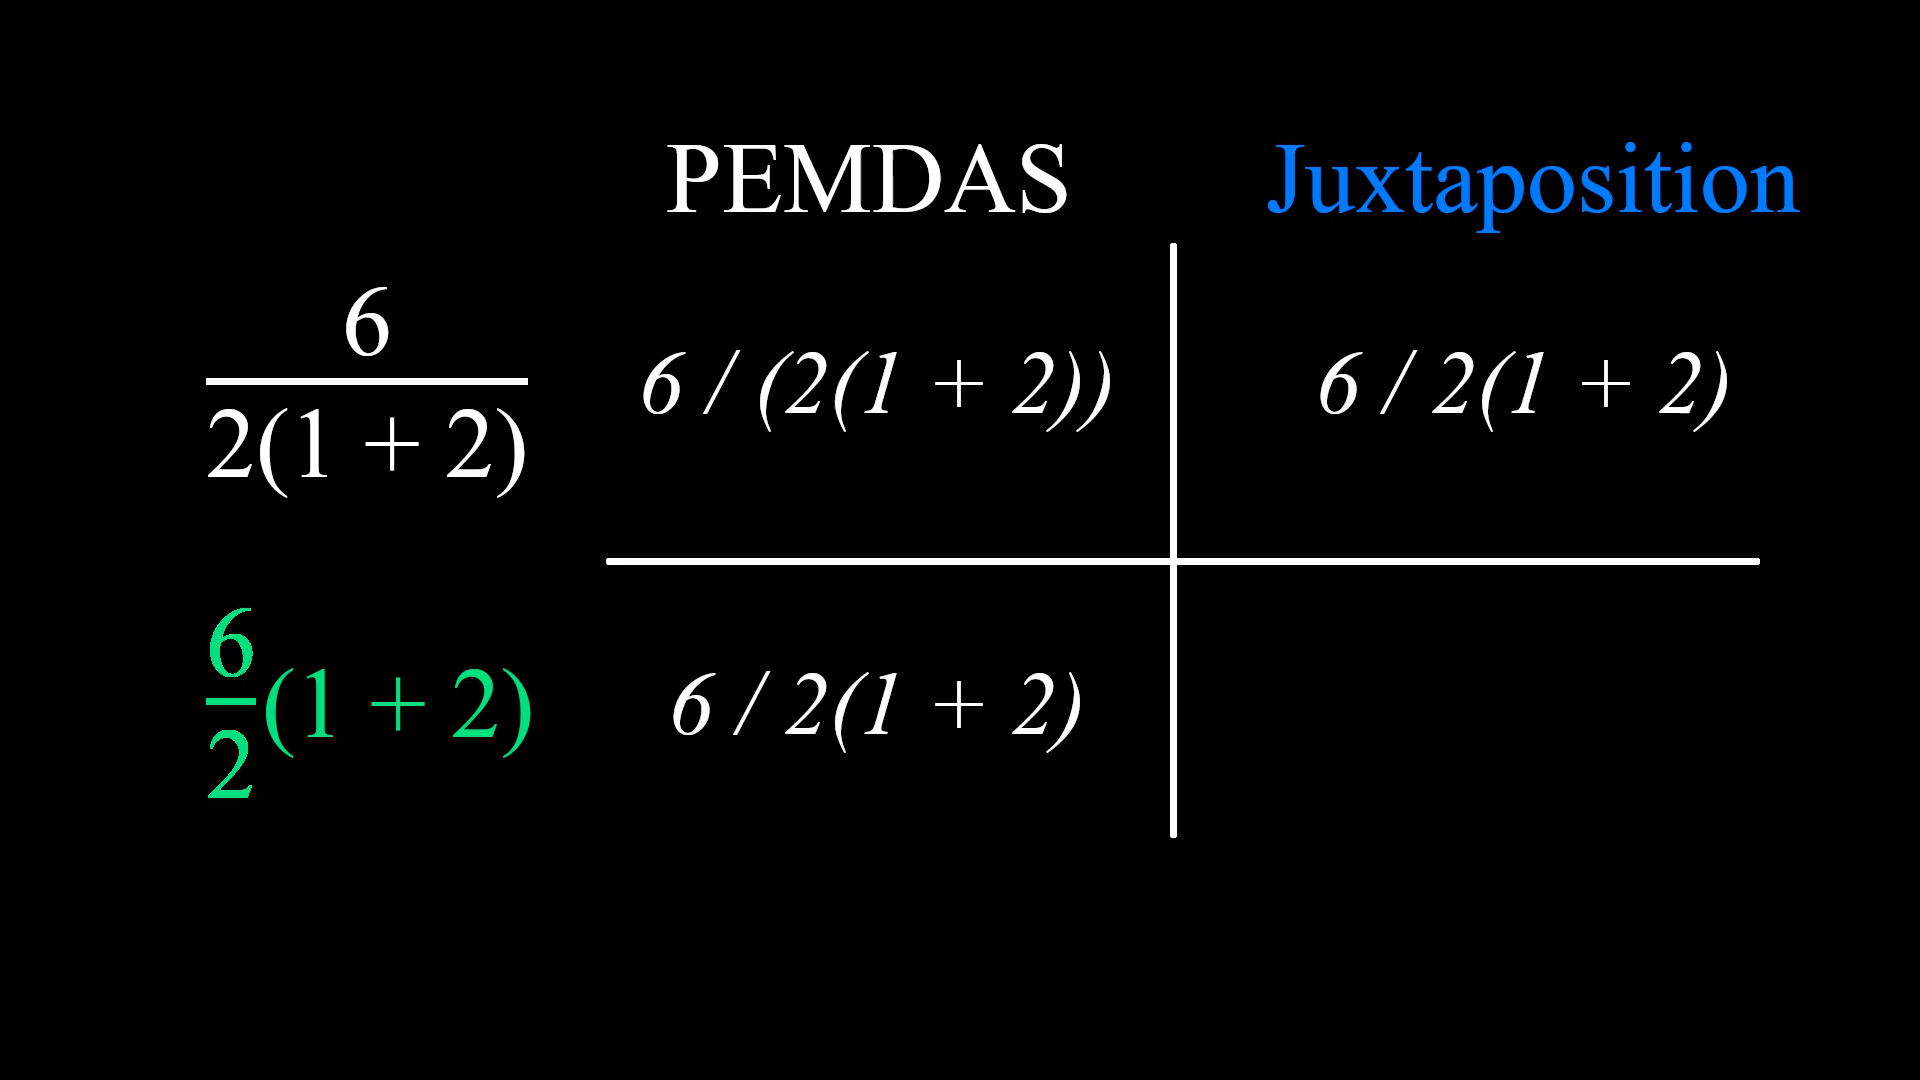 PEMDAS Juxtaposition
6
2(1 + 2)
6 / (2(1 + 2)) 6 / 2(1 + 2)
6
2
(1 + 2) 6 / 2(1 + 2)